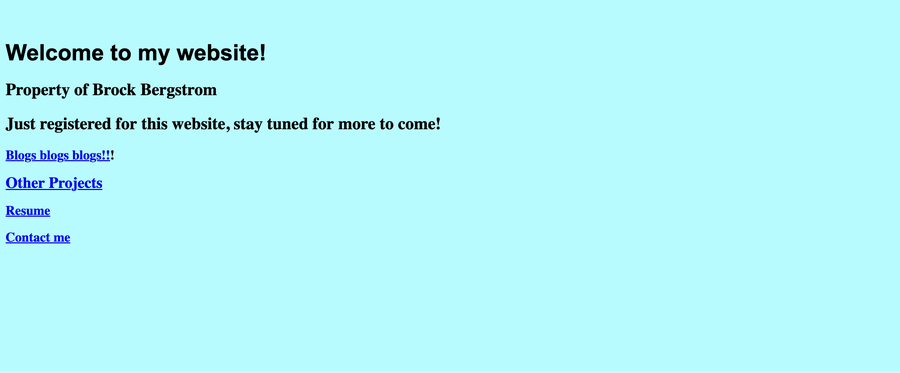 Welcome to my website!
Property of Brock Bergstrom
Just registered for this website, stay tuned for more to come!
Blogs blogs blogs!!!
Other Projects
Resume
Contact me